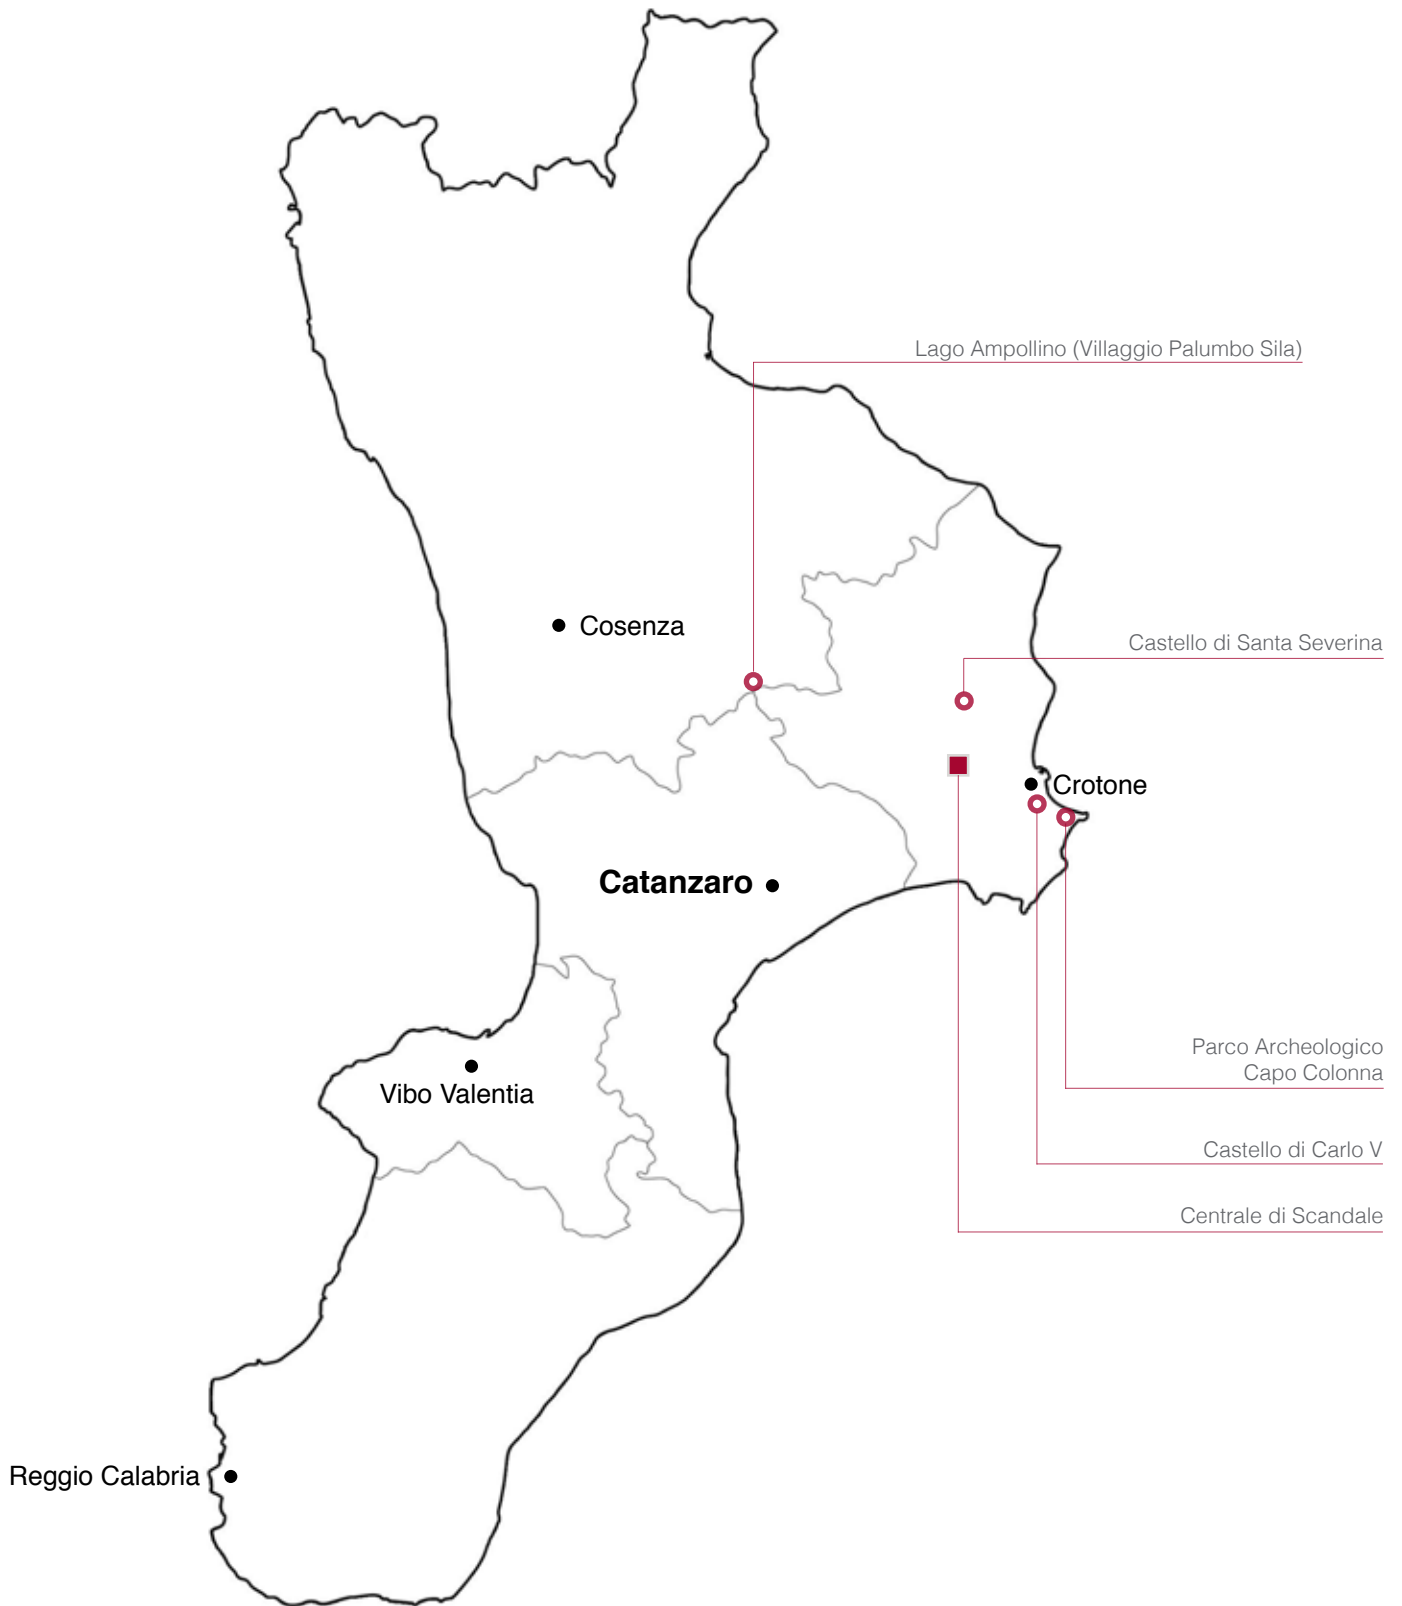 Lago Ampollino (Villaggio Palumbo Sila)
Cosenza
Castello di Santa Severina
Crotone
Catanzaro
Parco Archeologico
Capo Colonna
Vibo Valentia
Castello di Carlo V
Centrale di Scandale
Reggio Calabria